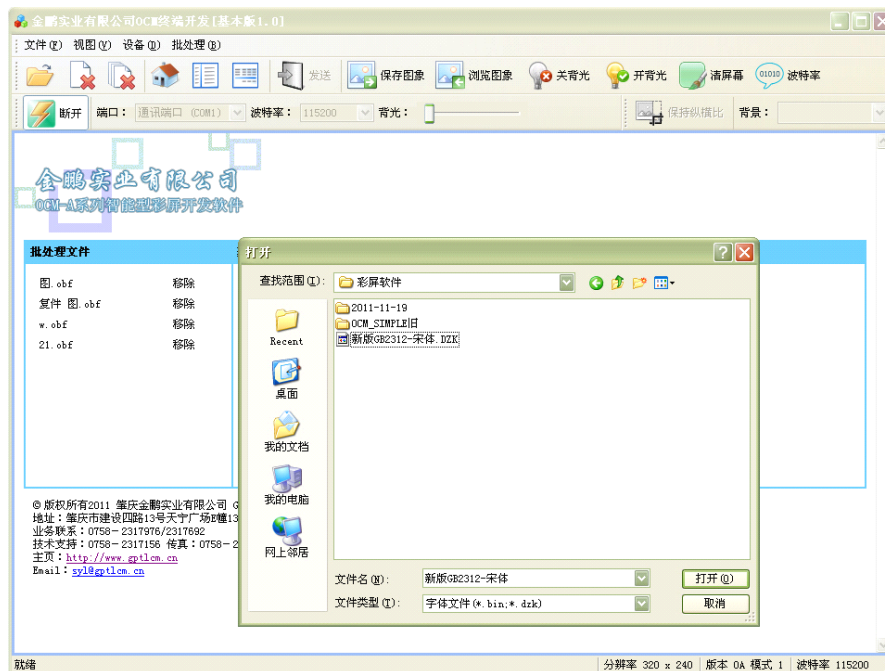 金鹏实业有限公司OCM终端开发[基本版1.0]
文件(F) 视图(V) 设备(D) 批处理(B)
发送 保存图象 浏览图象 关背光 开背光 清屏幕 01010 波特率
断开 端口： 通讯端口 (COM1) 波特率： 115200 背光： 保持纵横比 背景：
金鹏实业有限公司
OCM-A系列智能型彩屏开发软件
批处理文件
图.obf 移除
复件 图.obf 移除
w.obf 移除
21.obf 移除
打开
查找范围(I): 彩屏软件
2011-11-19
OCM_SIMPLE旧
新版GB2312-宋体.DZK
Recent
桌面
我的文档
我的电脑
网上邻居
文件名(N): 新版GB2312-宋体 打开(O)
文件类型(T): 字体文件(*.bin;*.dzk) 取消
© 版权所有2011 肇庆金鹏实业有限公司 G
地址：肇庆市建设四路13号天宁广场E幢13
业务联系：0758－2317976/2317692
技术支持：0758－2317156 传真：0758－2
主页：http://www.gptlcm.cn
Email：syl@gptlcm.cn
就绪 分辨率 320 x 240 版本 0A 模式 1 波特率 115200